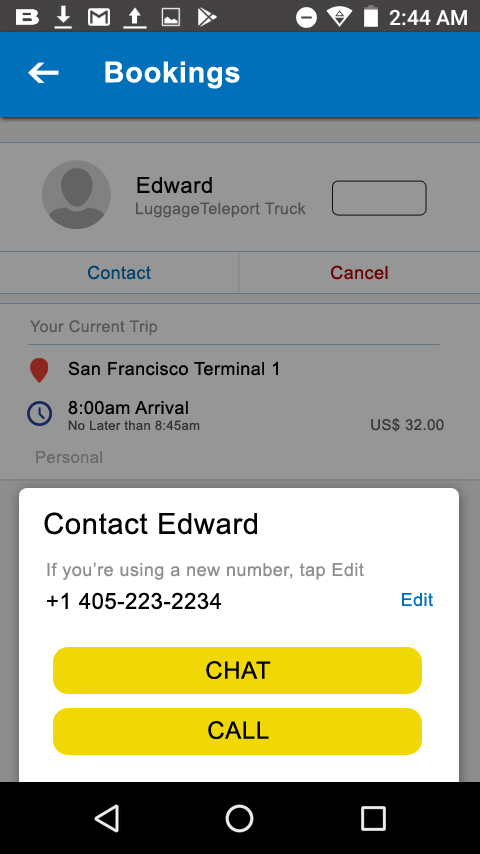 2:44 AM
Bookings
Edward
LuggageTeleport Truck
Contact
Cancel
Your Current Trip
San Francisco Terminal 1
8:00am Arrival
No Later than 8:45am
US$ 32.00
Personal
Contact Edward
If you’re using a new number, tap Edit
+1 405-223-2234
Edit
CHAT
CALL